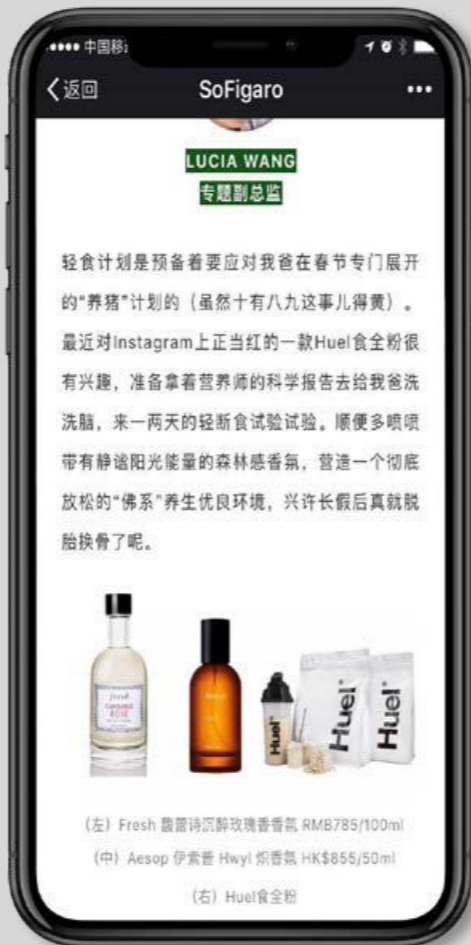 中国移
返回
SoFigaro
LUCIA WANG
专题副总监
轻食计划是预备着要应对我爸在春节专门展开
的“养猪”计划的（虽然十有八九这事儿得黄）。
最近对Instagram上正当红的一款Huel食全粉很
有兴趣，准备拿着营养师的科学报告去给我爸洗
洗脑，来一两天的轻断食试验试验。顺便多喷喷
带有静谧阳光能量的森林感香氛，营造一个彻底
放松的“佛系”养生优良环境，兴许长假后真就脱
胎换骨了呢。
fresh
ROSE
Huel
Huel
Huel
（左）Fresh 馥蕾诗沉醉玫瑰香香氛 RMB785/100ml
（中）Aesop 伊索普 Hwyl 炽香氛 HK$855/50ml
（右）Huel食全粉